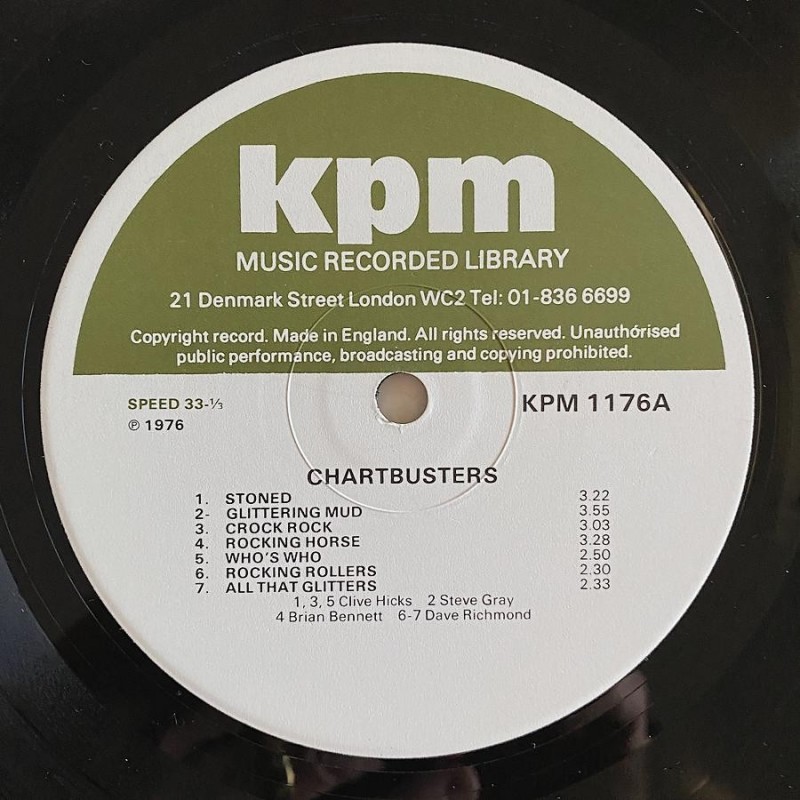 kpm
MUSIC RECORDED LIBRARY
21 Denmark Street London WC2 Tel: 01-836 6699
Copyright record. Made in England. All rights reserved. Unauthórised
public performance, broadcasting and copying prohibited.
SPEED 33-⅓ KPM 1176A
℗ 1976
CHARTBUSTERS
1. STONED 3.22
2- GLITTERING MUD 3.55
3. CROCK ROCK 3.03
4. ROCKING HORSE 3.28
5. WHO'S WHO 2.50
6. ROCKING ROLLERS 2.30
7. ALL THAT GLITTERS 2.33
1, 3, 5 Clive Hicks 2 Steve Gray
4 Brian Bennett 6-7 Dave Richmond